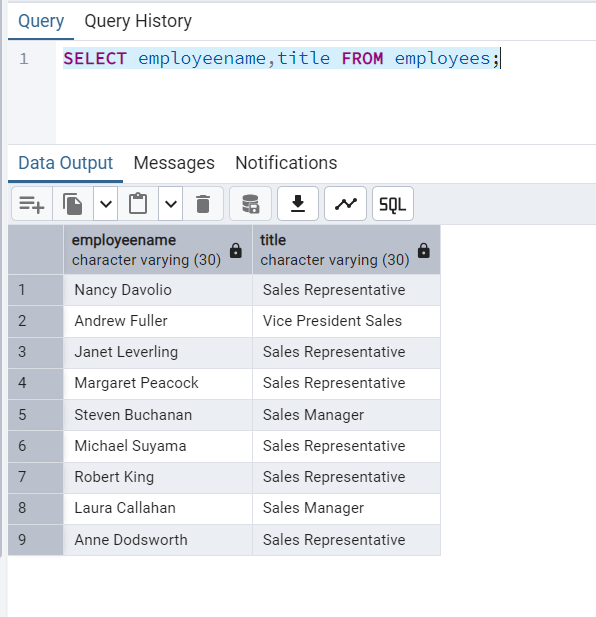 Query Query History
1 SELECT employeename,title FROM employees;
Data Output Messages Notifications
SQL
employeename title
character varying (30) character varying (30)
1 Nancy Davolio Sales Representative
2 Andrew Fuller Vice President Sales
3 Janet Leverling Sales Representative
4 Margaret Peacock Sales Representative
5 Steven Buchanan Sales Manager
6 Michael Suyama Sales Representative
7 Robert King Sales Representative
8 Laura Callahan Sales Manager
9 Anne Dodsworth Sales Representative